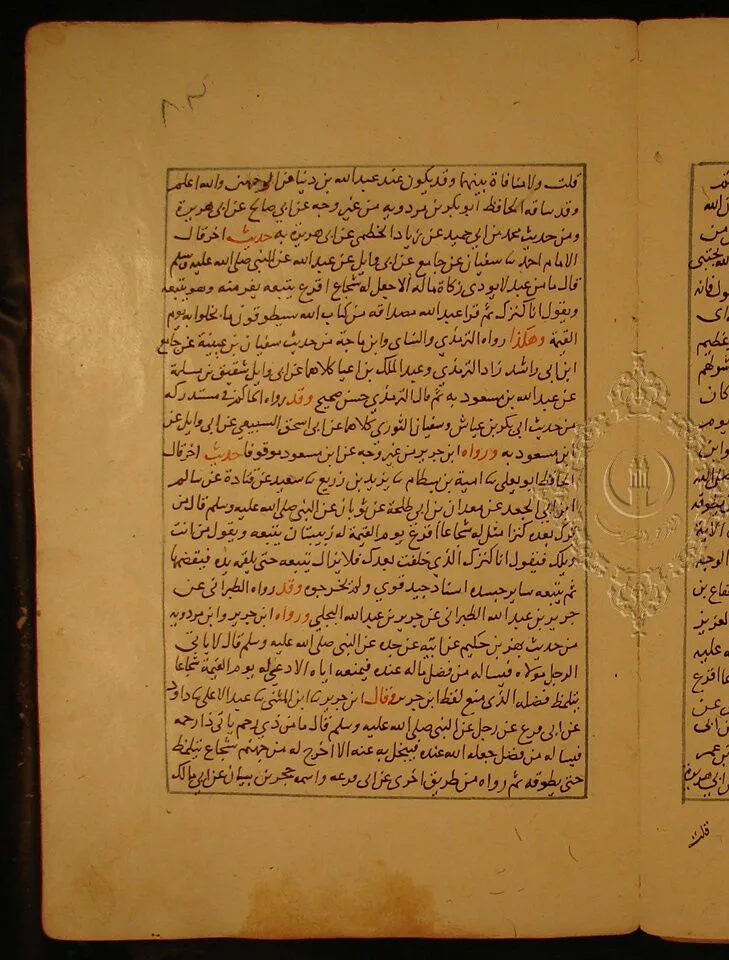 قلت ولا منافاة بينهما وقد يكون عند عبد الله بن دينار عن الوجهين والله اعلم
وقد ساقه الحافظ ابو بكر بن مردويه من غير وجه عن ابي صالح عن ابي هريرة
ومن حديث محمد بن ابي حميد عن زياد الخطمي عن ابي هريرة به حديث اخر قال
الامام احمد ثنا سفيان عن جامع عن ابي وايل عن عبد الله عن النبي صلى الله عليه وسلم
قال ما من عبد لا يودي زكاة ماله الا جعل له شجاع اقرع يتبعه يفر منه وهو يتبعه
ويقول انا كنزك ثم قرا عبد الله مصداقه من كتاب الله سيطوقون ما بخلوا به يوم
القيمة وهكذا رواه الترمذي والنساي وابن ماجة من حديث سفيان بن عيينة عن جامع
ابن ابي راشد زاد الترمذي وعبد الملك بن اعين كلاهما عن ابي وايل شقيق بن سلمة
عن عبد الله بن مسعود به ثم قال الترمذي حسن صحيح وقد رواه الحاكم في مستدركه
من حديث ابي بكر بن عياش وسفيان الثوري كلاهما عن ابي اسحق السبيعي عن ابي وايل عن
ابن مسعود به ورواه ابن جرير من غير وجه عن ابن مسعود موقوفا حديث اخر قال
الحافظ ابو يعلى ثنا امية بن بسطام ثنا يزيد بن زريع ثنا سعيد عن قتادة عن سالم
ابن ابي الجعد عن معدان بن ابي طلحة عن ثوبان عن النبي صلى الله عليه وسلم قال من
ترك بعده كنزا مثل له شجاعا اقرع يوم القيمة له زبيبتان يتبعه ويقول من انت
ويلك فيقول انا كنزك الذي خلفت بعدك فلا يزال يتبعه حتى يلقمه يده فيقضمها
ثم يتبعه ساير جسده اسناد جيد قوي ولم يخرجوه وقد رواه الطبراني عن
جرير بن عبد الله الطبراني عن جرير بن عبد الله البجلي ورواه ابن جرير وابن مردويه
من حديث بهز بن حكيم عن ابيه عن جده عن النبي صلى الله عليه وسلم قال لا ياتي
الرجل مولاه فيساله من فضل ماله عنده فيمنعه اياه الا دعي له يوم القيمة شجاعا
يتلمظ فضله الذي منع لفظ ابن جرير وقال ابن جرير ثنا ابن المثنى ثنا عبد الاعلى ثنا داود
عن ابي قزعة عن رجل عن النبي صلى الله عليه وسلم قال ما من ذي رحم ياتي ذا رحمه
فيساله من فضل جعله الله عنده فيبخل به عنه الا اخرج له من جهنم شجاع يتلمظ
حتى يطوقه ثم رواه من طريق اخرى عن ابي قزعة واسمه حجر بن بيان عن ابي مالك
قلت